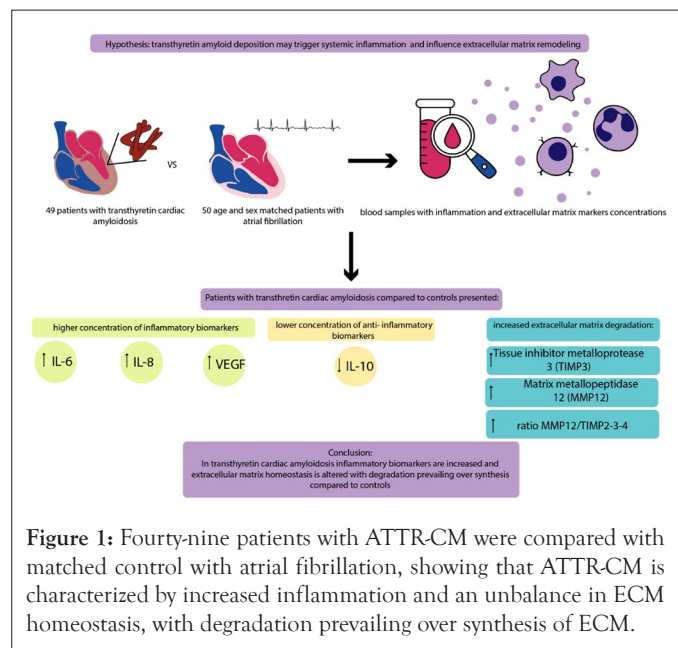 Hypothesis: transthyretin amyloid deposition may trigger systemic inflammation and influence extracellular matrix remodeling
VS
49 patients with transthyretin cardiac
amyloidosis
50 age and sex matched patients with
atrial fibrillation
blood samples with inflammation and extracellular matrix markers concentrations
Patients with transthretin cardiac amyloidosis compared to controls presented:
higher concentration of inflammatory biomarkers
↑ IL-6
↑ IL-8
↑ VEGF
lower concentration of anti- inflammatory
biomarkers
↓ IL-10
increased extracellular matrix degradation:
↑Tissue inhibitor metalloprotease
3 (TIMP3)
↑ Matrix metallopeptidase
12 (MMP12)
↑ ratio MMP12/TIMP2-3-4
Conclusion:
In transthyretin cardiac amyloidosis inflammatory biomarkers are increased and
extracellular matrix homeostasis is altered with degradation prevailing over synthesis
compared to controls
Figure 1: Fourty-nine patients with ATTR-CM were compared with
matched control with atrial fibrillation, showing that ATTR-CM is
characterized by increased inflammation and an unbalance in ECM
homeostasis, with degradation prevailing over synthesis of ECM.